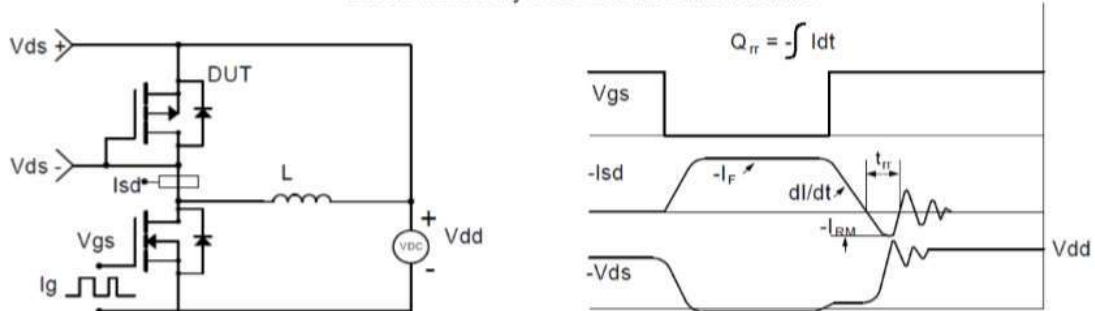 Vds +
DUT
Vds -
Isd
L
Vgs
Ig
VDC
+
-
Vdd
Qrr = -∫ Idt
Vgs
-Isd
-IF
dI/dt
trr
-IRM
Vdd
-Vds